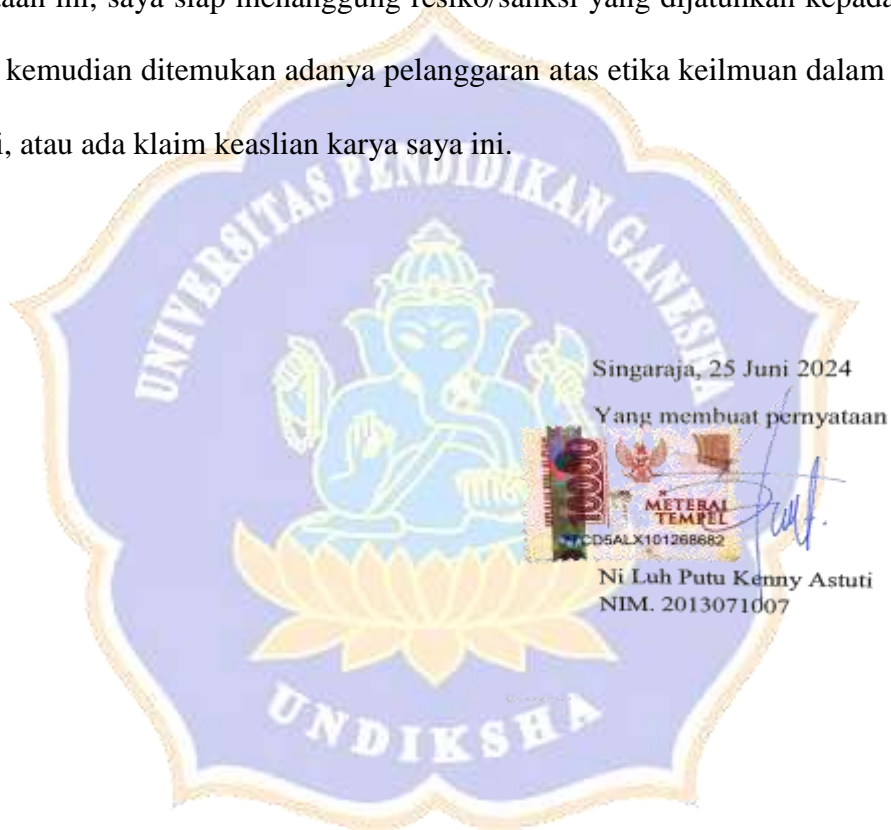 aan ini, saya siap menanggung resiko/sanksi yang dijatuhkan kepada
kemudian ditemukan adanya pelanggaran atas etika keilmuan dalam
i, atau ada klaim keaslian karya saya ini.
UNIVERSITAS PENDIDIKAN GANESHA
Singaraja, 25 Juni 2024
Yang membuat pernyataan
10000
METERAI
TEMPEL
CD5ALX101268682
Ni Luh Putu Kenny Astuti
NIM. 2013071007
UNDIKSHA